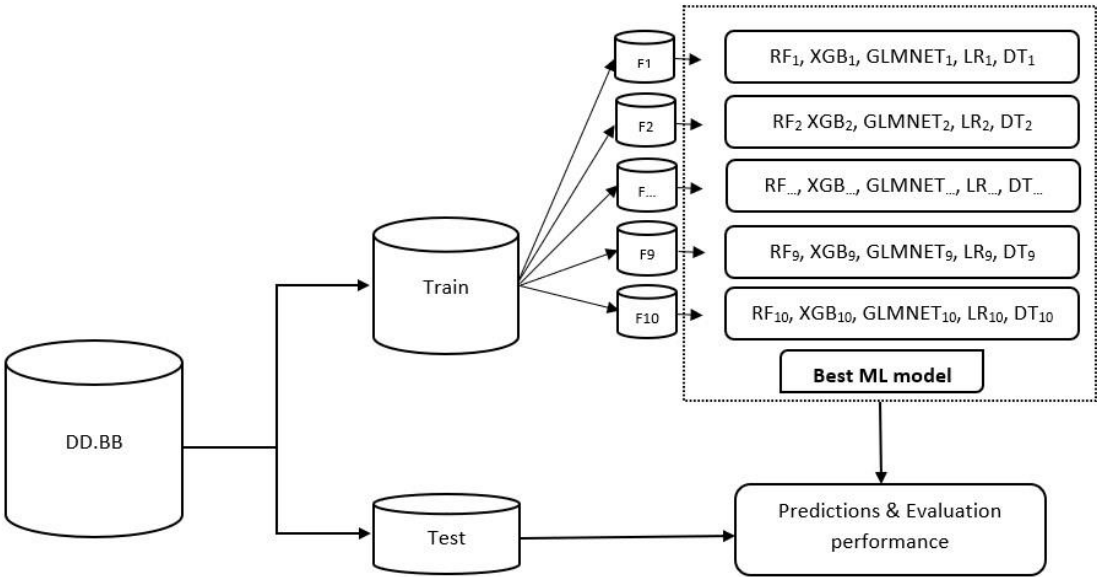 F1
RF₁, XGB₁, GLMNET₁, LR₁, DT₁
F2
RF₂ XGB₂, GLMNET₂, LR₂, DT₂
F...
RF..., XGB..., GLMNET..., LR..., DT...
F9
RF₉, XGB₉, GLMNET₉, LR₉, DT₉
F10
RF₁₀, XGB₁₀, GLMNET₁₀, LR₁₀, DT₁₀
Train
Best ML model
DD.BB
Test
Predictions & Evaluation
performance